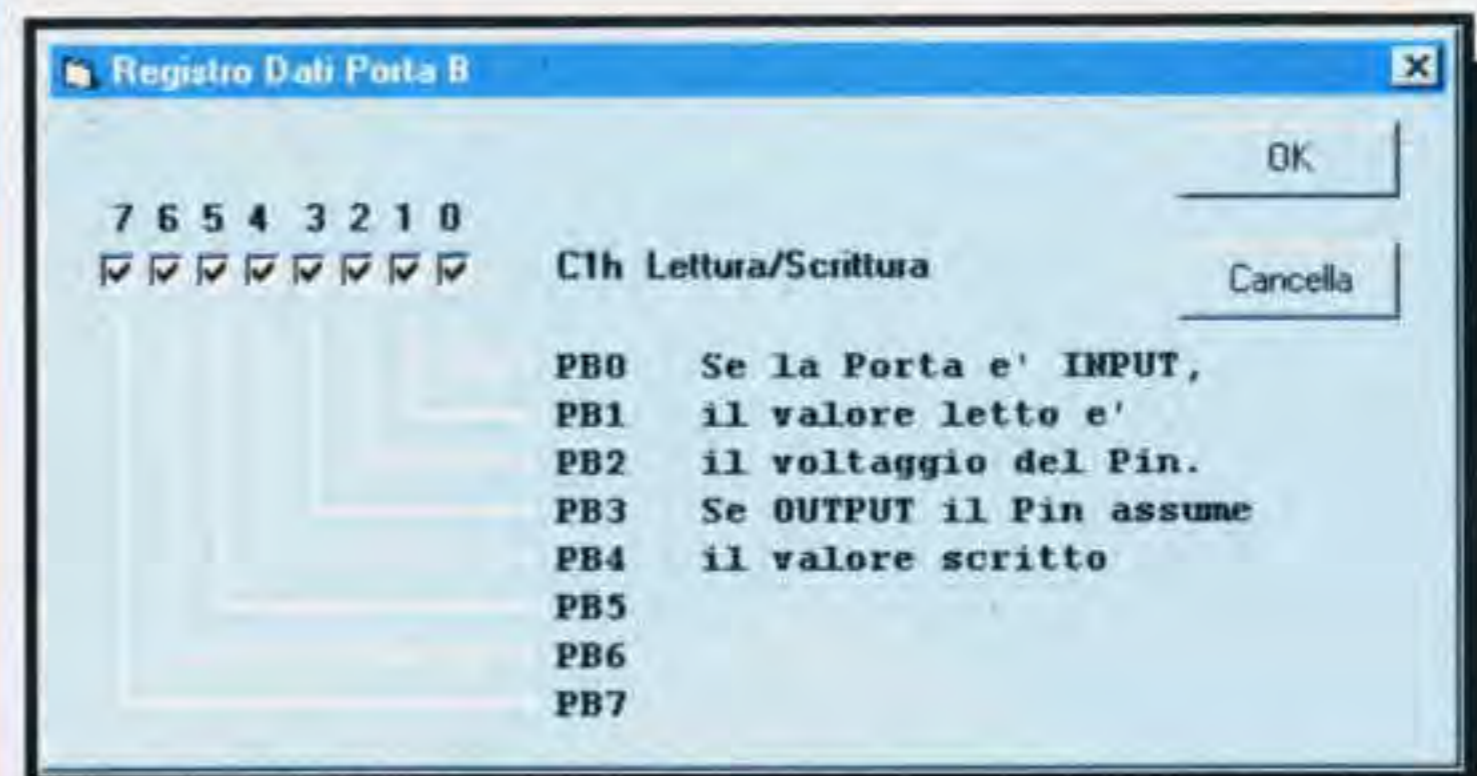 Registro Dati Porta B
OK
7 6 5 4 3 2 1 0
C1h Lettura/Scrittura
Cancella
PB0 Se la Porta e' INPUT,
PB1 il valore letto e'
PB2 il voltaggio del Pin.
PB3 Se OUTPUT il Pin assume
PB4 il valore scritto
PB5
PB6
PB7